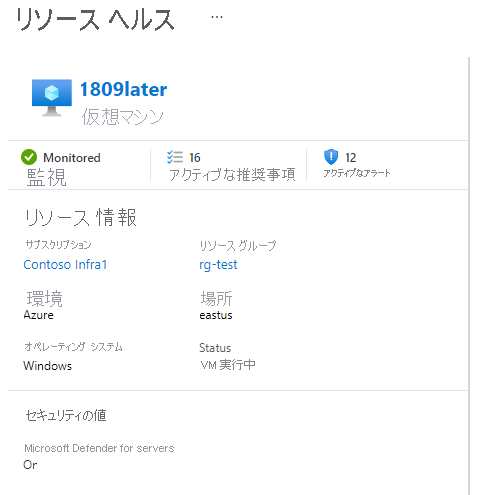 リソース ヘルス ...
1809later
仮想マシン
Monitored
監視
16
アクティブな推奨事項
12
アクティブなアラート
リソース 情報
サブスクリプション
Contoso Infra1
リソース グループ
rg-test
環境
Azure
場所
eastus
オペレーティング システム
Windows
Status
VM 実行中
セキュリティの値
Microsoft Defender for servers
On